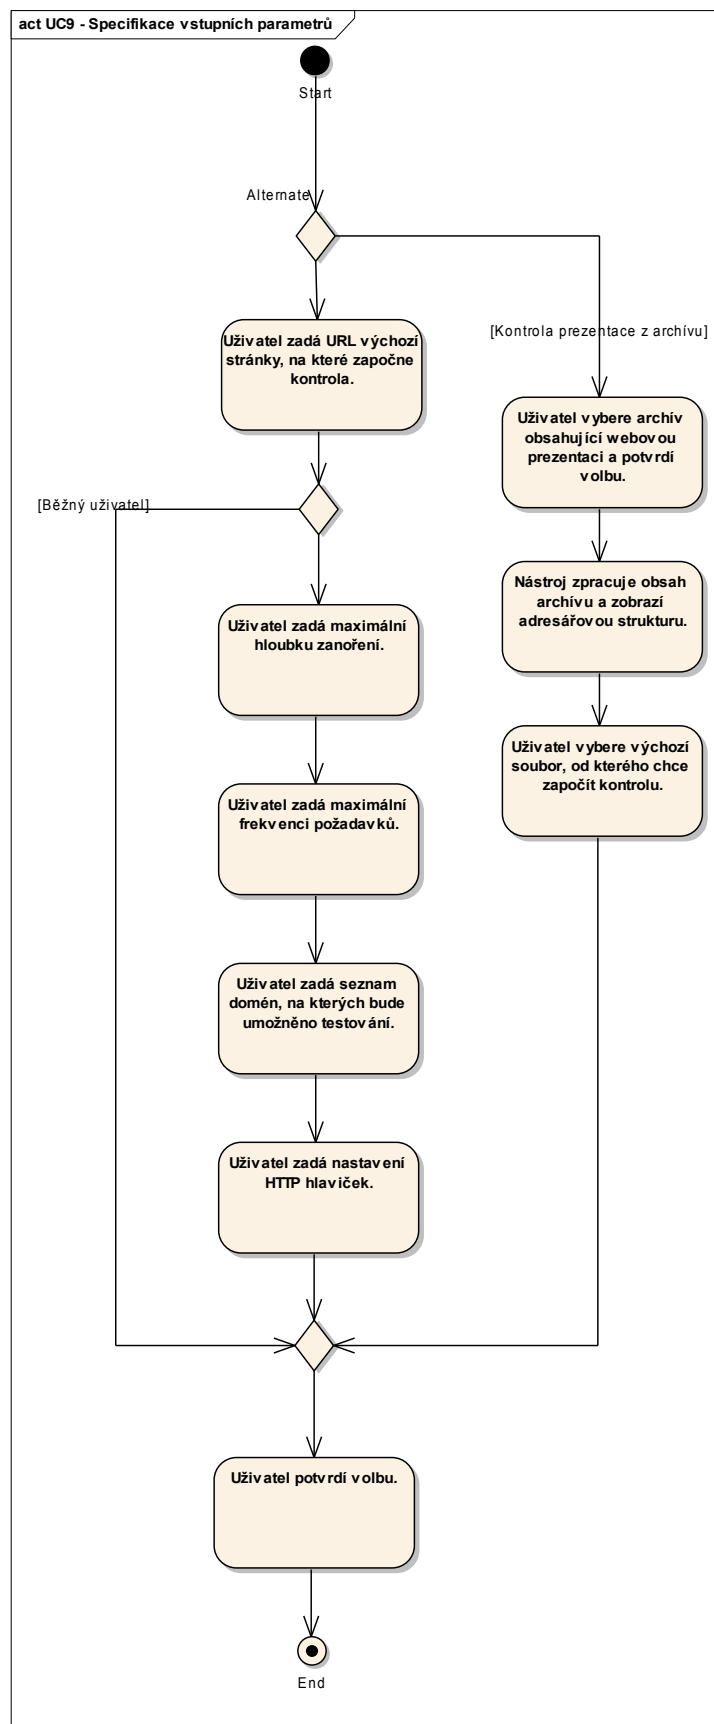 act UC9 - Specifikace vstupních parametrů
Start
Alternate
Uživatel zadá URL výchozí
stránky, na které započne
kontrola.
[Kontrola prezentace z archívu]
Uživatel vybere archív
obsahující webovou
prezentaci a potvrdí
volbu.
[Běžný uživatel]
Nástroj zpracuje obsah
archívu a zobrazí
adresářovou strukturu.
Uživatel zadá maximální
hloubku zanoření.
Uživatel vybere výchozí
soubor, od kterého chce
započít kontrolu.
Uživatel zadá maximální
frekvenci požadavků.
Uživatel zadá seznam
domén, na kterých bude
umožněno testování.
Uživatel zadá nastavení
HTTP hlaviček.
Uživatel potvrdí volbu.
End